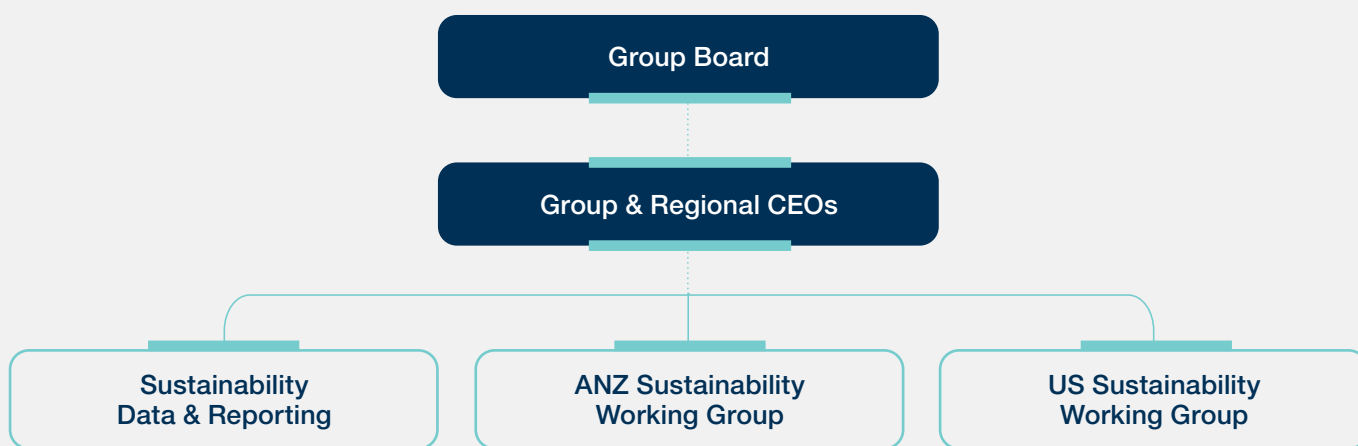 Group Board
Group & Regional CEOs
Sustainability
Data & Reporting
ANZ Sustainability
Working Group
US Sustainability
Working Group